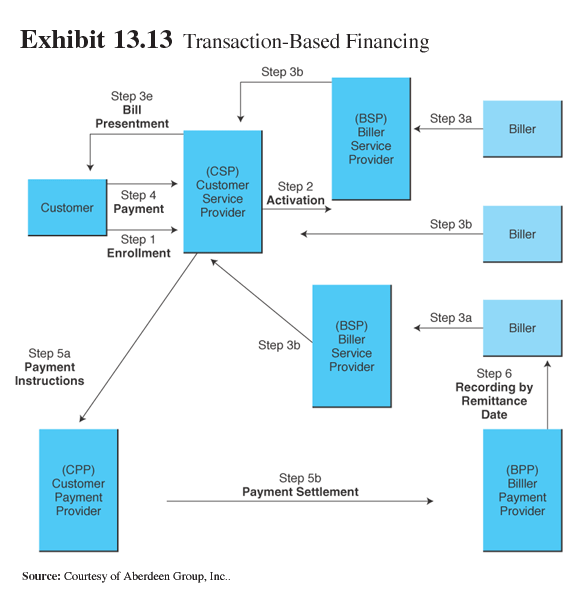 Exhibit 13.13 Transaction-Based Financing
Step 3b
Step 3e
Bill
Presentment
(BSP)
Biller
Service
Provider
Step 3a
Biller
(CSP)
Customer
Service
Provider
Customer
Step 4
Payment
Step 2
Activation
Step 1
Enrollment
Step 3b
Biller
Step 3b
(BSP)
Biller
Service
Provider
Step 3a
Biller
Step 5a
Payment
Instructions
Step 6
Recording by
Remittance
Date
(CPP)
Customer
Payment
Provider
Step 5b
Payment Settlement
(BPP)
Billler
Payment
Provider
Source: Courtesy of Aberdeen Group, Inc..